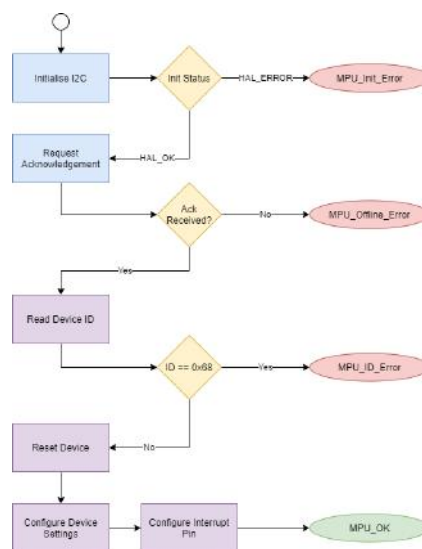 Initialise I2C
Init Status
HAL_ERROR
MPU_Init_Error
HAL_OK
Request
Acknowledgement
Ack
Received?
No
MPU_Offline_Error
Yes
Read Device ID
ID == 0x68
Yes
MPU_ID_Error
No
Reset Device
Configure Device
Settings
Configure Interrupt
Pin
MPU_OK